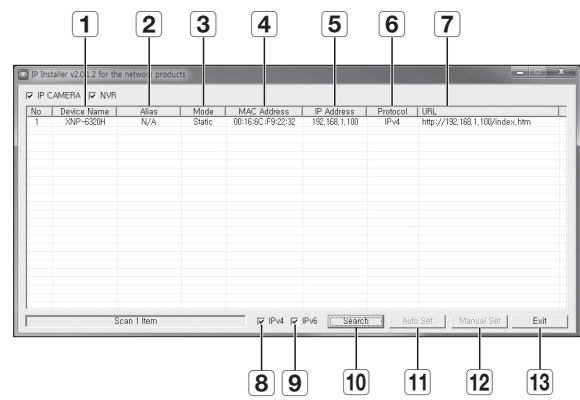 1 2 3 4 5 6 7
IP Installer v2.0.1.2 for the network products
IP CAMERA NVR
No Device Name Alias Mode MAC Address IP Address Protocol URL
1 XNP-6320H N/A Static 00:16:6C:F9:22:32 192,168,1,100 IPv4 http://192,168,1,100/index,htm
Scan 1 Item IPv4 IPv6 Search Auto Set Manual Set Exit
8 9 10 11 12 13